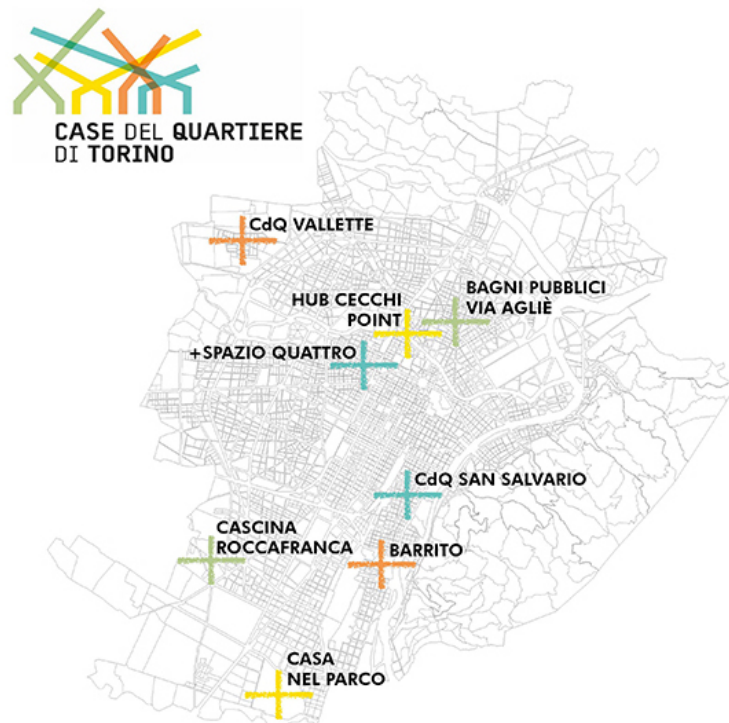 CASE DEL QUARTIERE
DI TORINO
CdQ VALLETTE
BAGNI PUBBLICI
VIA AGLIÈ
HUB CECCHI
POINT
+SPAZIO QUATTRO
CdQ SAN SALVARIO
CASCINA
ROCCAFRANCA
BARRITO
CASA
NEL PARCO